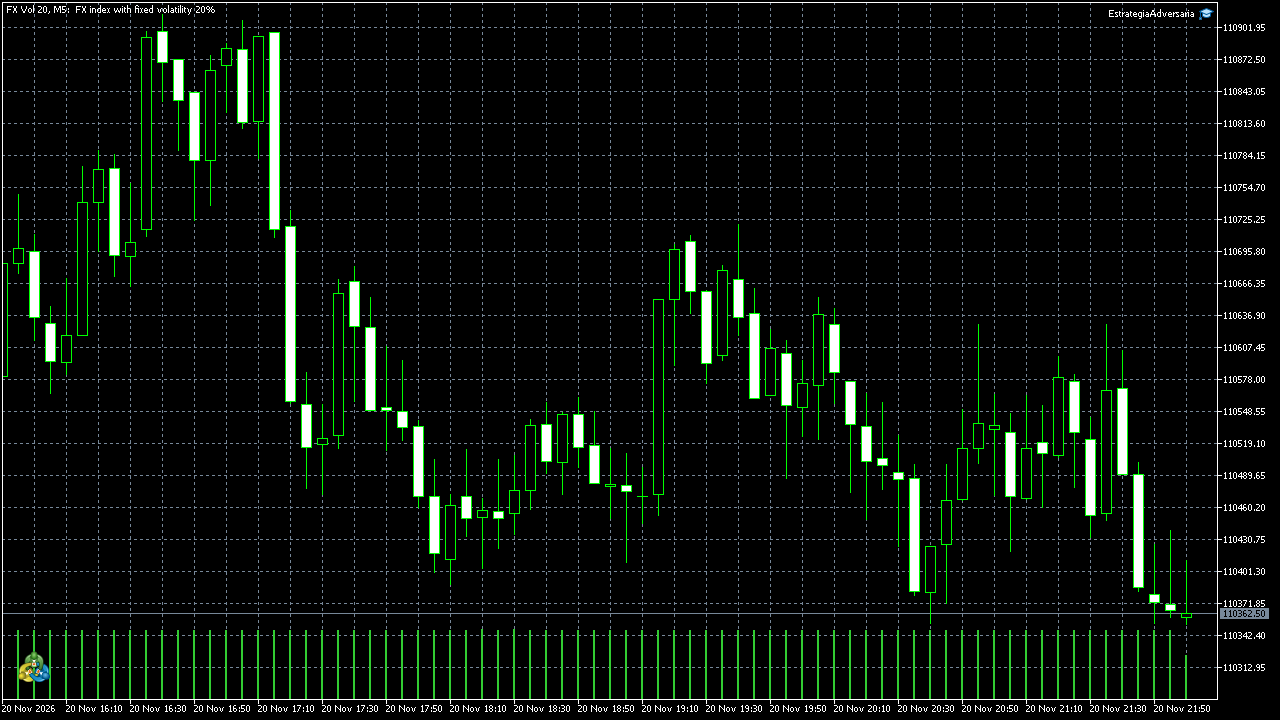 FX Vol 20, M5:  FX index with fixed volatility 20%
EstrategiaAdversaria
110901.95
110872.50
110843.05
110813.60
110784.15
110754.70
110725.25
110695.80
110666.35
110636.90
110607.45
110578.00
110548.55
110519.10
110489.65
110460.20
110430.75
110401.30
110371.85
110362.50
110342.40
110312.95
20 Nov 2026
20 Nov 16:10
20 Nov 16:30
20 Nov 16:50
20 Nov 17:10
20 Nov 17:30
20 Nov 17:50
20 Nov 18:10
20 Nov 18:30
20 Nov 18:50
20 Nov 19:10
20 Nov 19:30
20 Nov 19:50
20 Nov 20:10
20 Nov 20:30
20 Nov 20:50
20 Nov 21:10
20 Nov 21:30
20 Nov 21:50